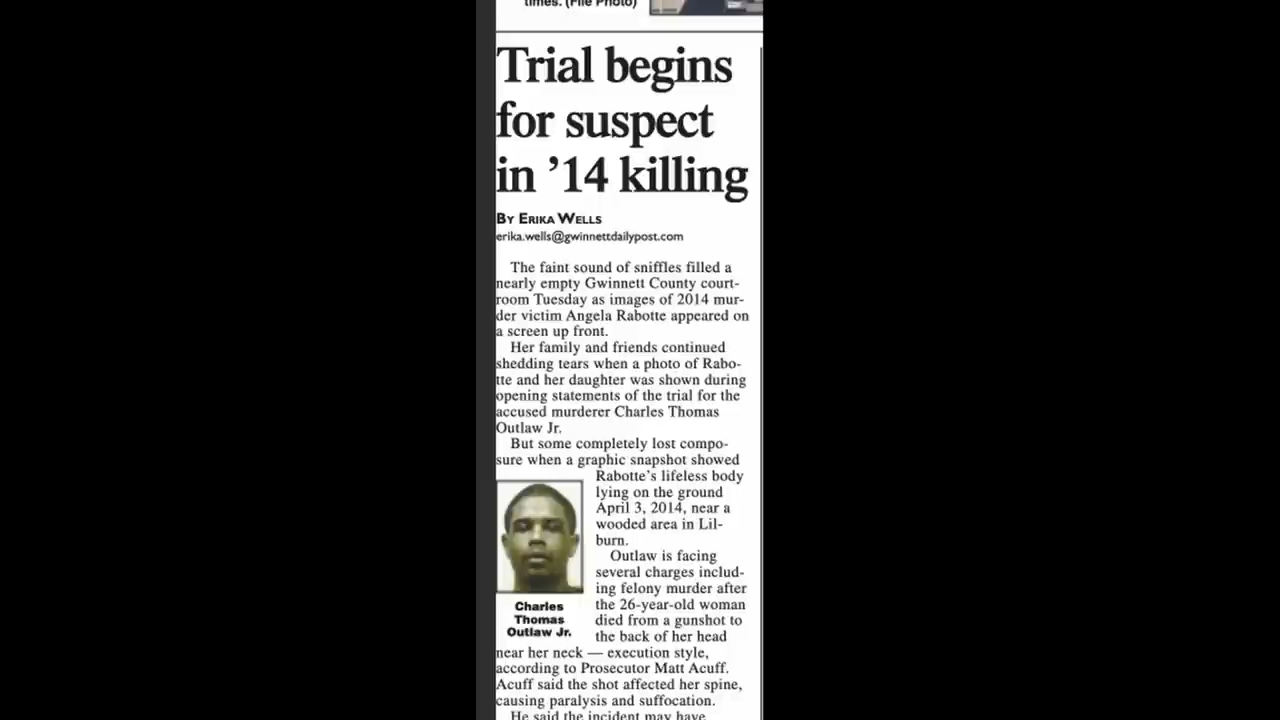 times. (File Photo)
Trial begins
for suspect
in ’14 killing
By Erika Wells
erika.wells@gwinnettdailypost.com
The faint sound of sniffles filled a
nearly empty Gwinnett County court-
room Tuesday as images of 2014 mur-
der victim Angela Rabotte appeared on
a screen up front.
Her family and friends continued
shedding tears when a photo of Rabo-
tte and her daughter was shown during
opening statements of the trial for the
accused murderer Charles Thomas
Outlaw Jr.
But some completely lost compo-
sure when a graphic snapshot showed
Rabotte’s lifeless body
lying on the ground
April 3, 2014, near a
wooded area in Lil-
burn.
Outlaw is facing
several charges includ-
ing felony murder after
the 26-year-old woman
died from a gunshot to
the back of her head
Charles
Thomas
Outlaw Jr.
near her neck — execution style,
according to Prosecutor Matt Acuff.
Acuff said the shot affected her spine,
causing paralysis and suffocation.
He said the incident may have